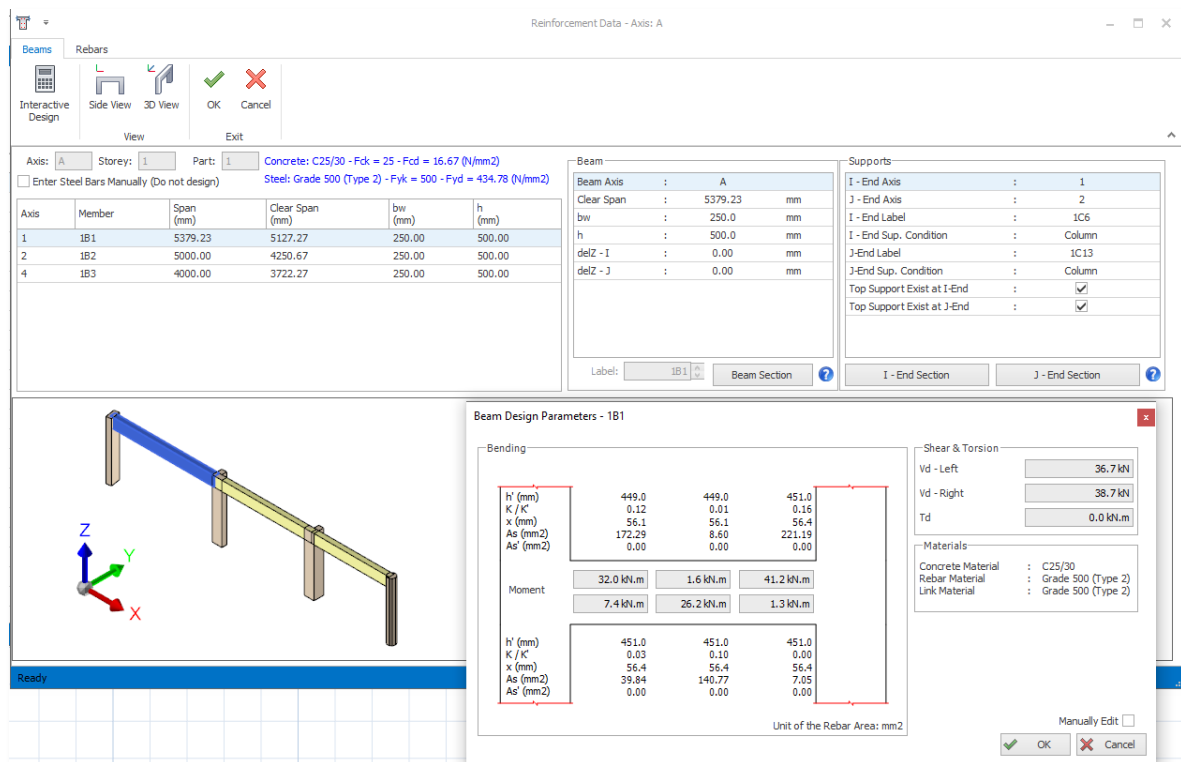 Reinforcement Data - Axis: A
Beams Rebars
Interactive Design Side View 3D View OK Cancel
View Exit
Axis: A Storey: 1 Part: 1 Concrete: C25/30 - Fck = 25 - Fcd = 16.67 (N/mm2)
Enter Steel Bars Manually (Do not design) Steel: Grade 500 (Type 2) - Fyk = 500 - Fyd = 434.78 (N/mm2)
Axis Member Span (mm) Clear Span (mm) bw (mm) h (mm)
1 1B1 5379.23 5127.27 250.00 500.00
2 1B2 5000.00 4250.67 250.00 500.00
4 1B3 4000.00 3722.27 250.00 500.00
Beam
Beam Axis : A
Clear Span : 5379.23 mm
bw : 250.0 mm
h : 500.0 mm
delZ - I : 0.00 mm
delZ - J : 0.00 mm
Label: 1B1 Beam Section ?
Supports
I - End Axis : 1
J - End Axis : 2
I - End Label : 1C6
I - End Sup. Condition : Column
J-End Label : 1C13
J-End Sup. Condition : Column
Top Support Exist at I-End :
Top Support Exist at J-End :
I - End Section J - End Section ?
Z
Y
X
Ready
Beam Design Parameters - 1B1 x
Bending
h' (mm) 449.0 449.0 451.0
K / K' 0.12 0.01 0.16
x (mm) 56.1 56.1 56.4
As (mm2) 172.29 8.60 221.19
As' (mm2) 0.00 0.00 0.00
Moment
32.0 kN.m 1.6 kN.m 41.2 kN.m
7.4 kN.m 26.2 kN.m 1.3 kN.m
h' (mm) 451.0 451.0 451.0
K / K' 0.03 0.10 0.00
x (mm) 56.4 56.4 56.4
As (mm2) 39.84 140.77 7.05
As' (mm2) 0.00 0.00 0.00
Unit of the Rebar Area: mm2
Shear & Torsion
Vd - Left 36.7 kN
Vd - Right 38.7 kN
Td 0.0 kN.m
Materials
Concrete Material : C25/30
Rebar Material : Grade 500 (Type 2)
Link Material : Grade 500 (Type 2)
Manually Edit
OK Cancel